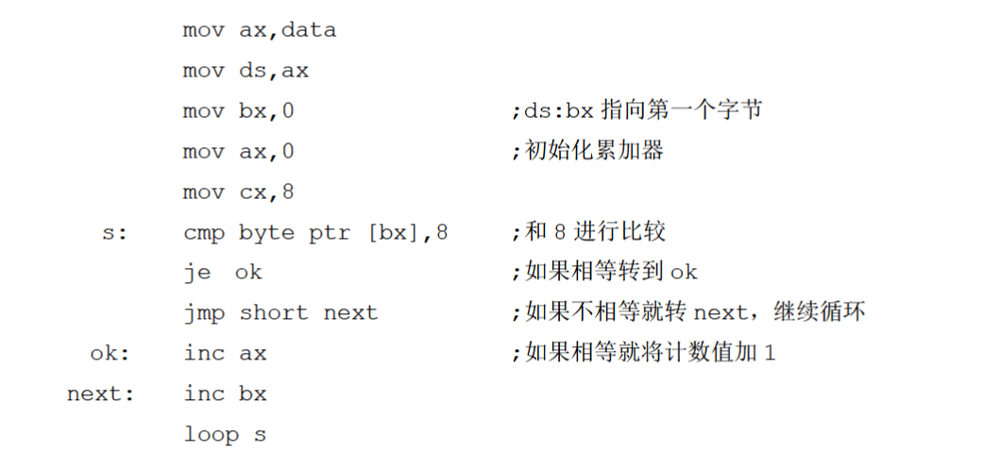 mov ax,data
mov ds,ax
mov bx,0 ;ds:bx 指向第一个字节
mov ax,0 ;初始化累加器
mov cx,8
s: cmp byte ptr [bx],8 ;和 8 进行比较
je ok ;如果相等转到 ok
jmp short next ;如果不相等就转 next，继续循环
ok: inc ax ;如果相等就将计数值加 1
next: inc bx
loop s